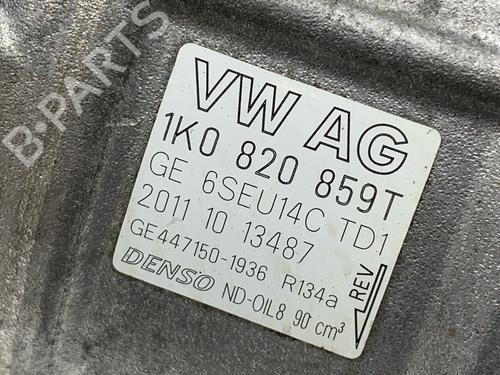 B-PARTS
VW AG
1K0 820 859T
GE 6SEU14C TD1
2011 10 13487
GE447150-1936 R134a
DENSO ND-OIL8 90 cm³
REV